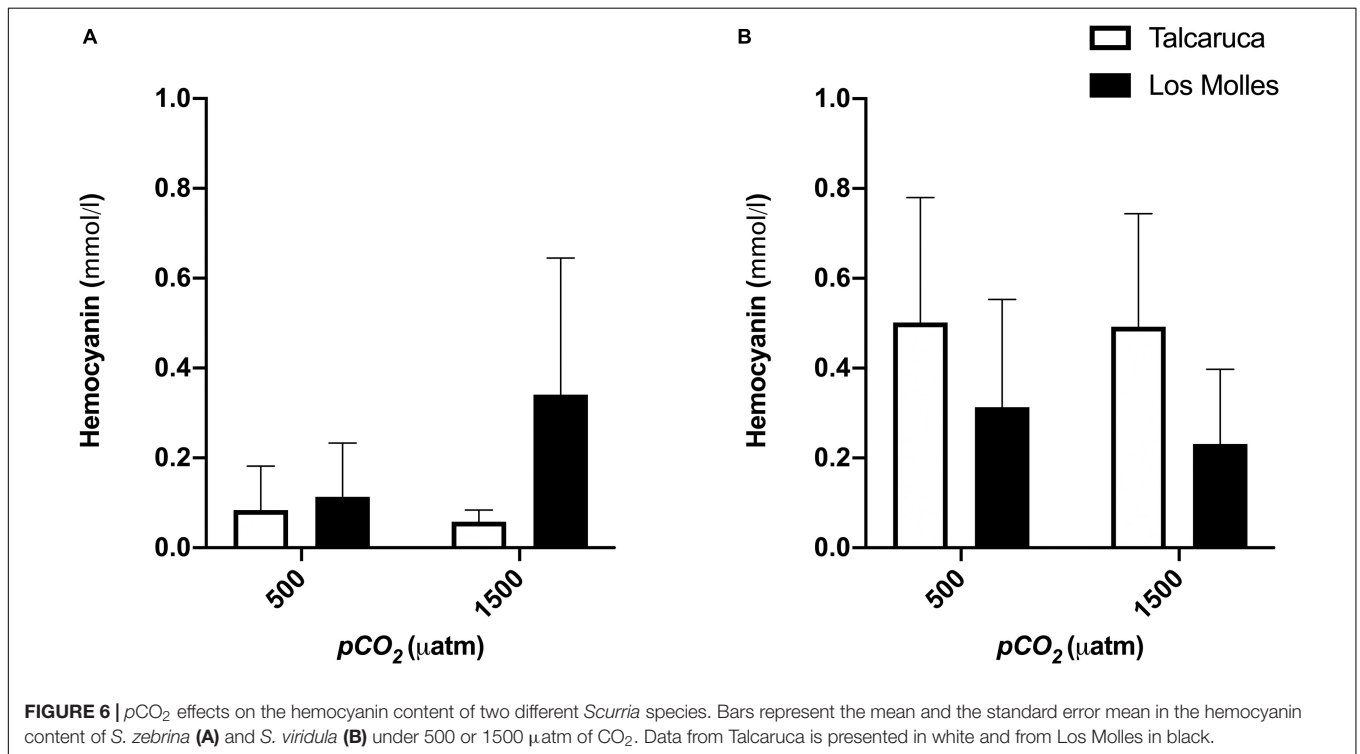 A
B
Talcaruca
Los Molles
1.0
0.8
0.6
0.4
0.2
0.0
Hemocyanin (mmol/l)
500
1500
pCO₂ (µatm)
1.0
0.8
0.6
0.4
0.2
0.0
Hemocyanin (mmol/l)
500
1500
pCO₂ (µatm)
FIGURE 6 | pCO₂ effects on the hemocyanin content of two different Scurria species. Bars represent the mean and the standard error mean in the hemocyanin
content of S. zebrina (A) and S. viridula (B) under 500 or 1500 µatm of CO₂. Data from Talcaruca is presented in white and from Los Molles in black.